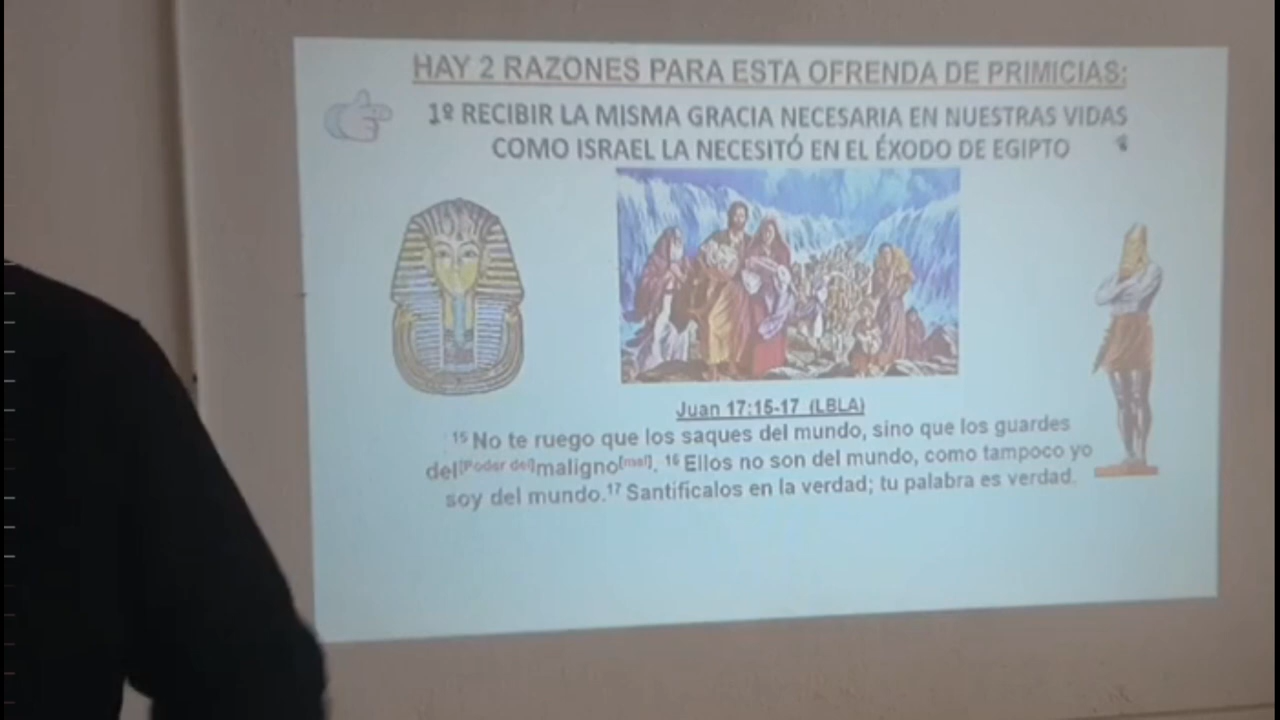 HAY 2 RAZONES PARA ESTA OFRENDA DE PRIMICIAS:
1º RECIBIR LA MISMA GRACIA NECESARIA EN NUESTRAS VIDAS
COMO ISRAEL LA NECESITÓ EN EL ÉXODO DE EGIPTO
Juan 17:15-17 (LBLA)
15 No te ruego que los saques del mundo, sino que los guardes
del[Poder del]maligno[mal]. 16 Ellos no son del mundo, como tampoco yo
soy del mundo.17 Santifícalos en la verdad; tu palabra es verdad.